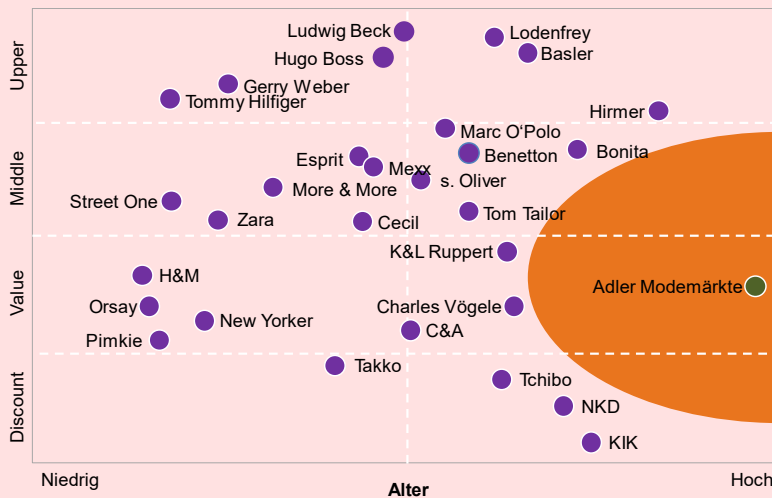 Upper
Middle
Value
Discount
Ludwig Beck
Lodenfrey
Hugo Boss
Basler
Gerry Weber
Tommy Hilfiger
Hirmer
Marc O'Polo
Esprit
Benetton
Bonita
Mexx
s. Oliver
More & More
Street One
Zara
Cecil
Tom Tailor
K&L Ruppert
H&M
Adler Modemärkte
Orsay
Charles Vögele
New Yorker
C&A
Pimkie
Takko
Tchibo
NKD
KIK
Niedrig
Alter
Hoch